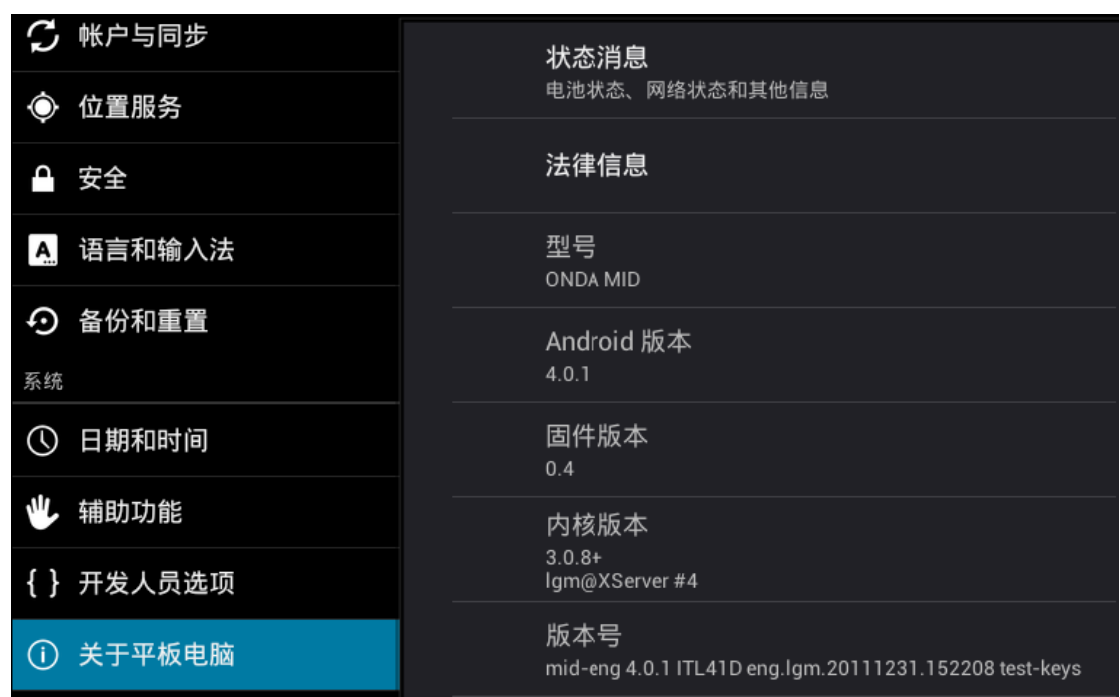 帐户与同步
位置服务
安全
语言和输入法
备份和重置
系统
日期和时间
辅助功能
{ } 开发人员选项
关于平板电脑
状态消息
电池状态、网络状态和其他信息
法律信息
型号
ONDA MID
Android 版本
4.0.1
固件版本
0.4
内核版本
3.0.8+
lgm@XServer #4
版本号
mid-eng 4.0.1 ITL41D eng.lgm.20111231.152208 test-keys